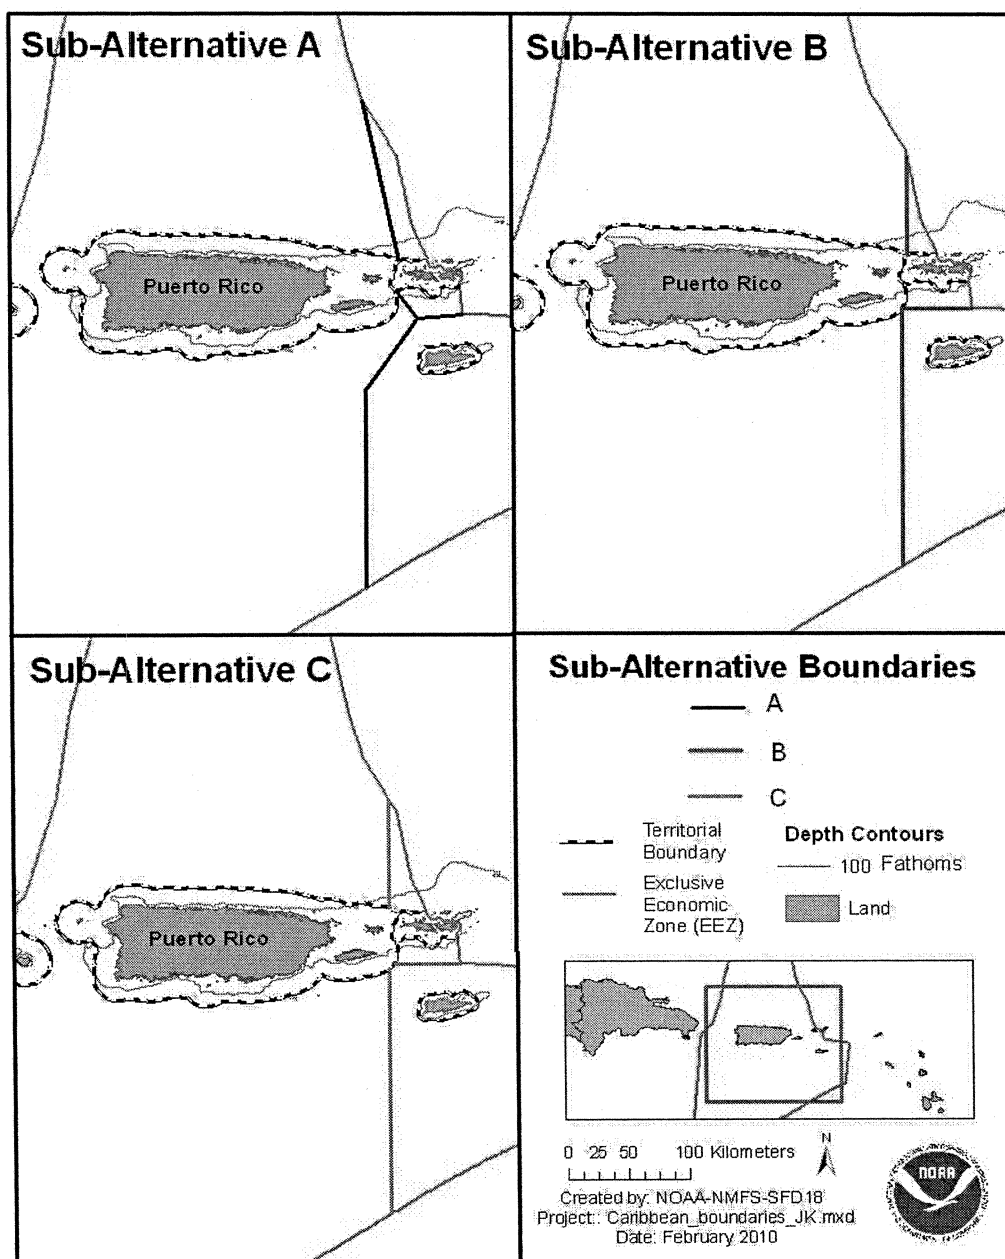 Sub-Alternative A
Puerto Rico
Sub-Alternative B
Puerto Rico
Sub-Alternative C
Puerto Rico
Sub-Alternative Boundaries
A
B
C
Territorial
Boundary
Exclusive
Economic
Zone (EEZ)
Depth Contours
100 Fathoms
Land
0 25 50 100 Kilometers
N
Created by: NOAA-NMFS-SFD18
Project:: Caribbean_boundaries_JK.mxd
Date: February 2010
NOAA